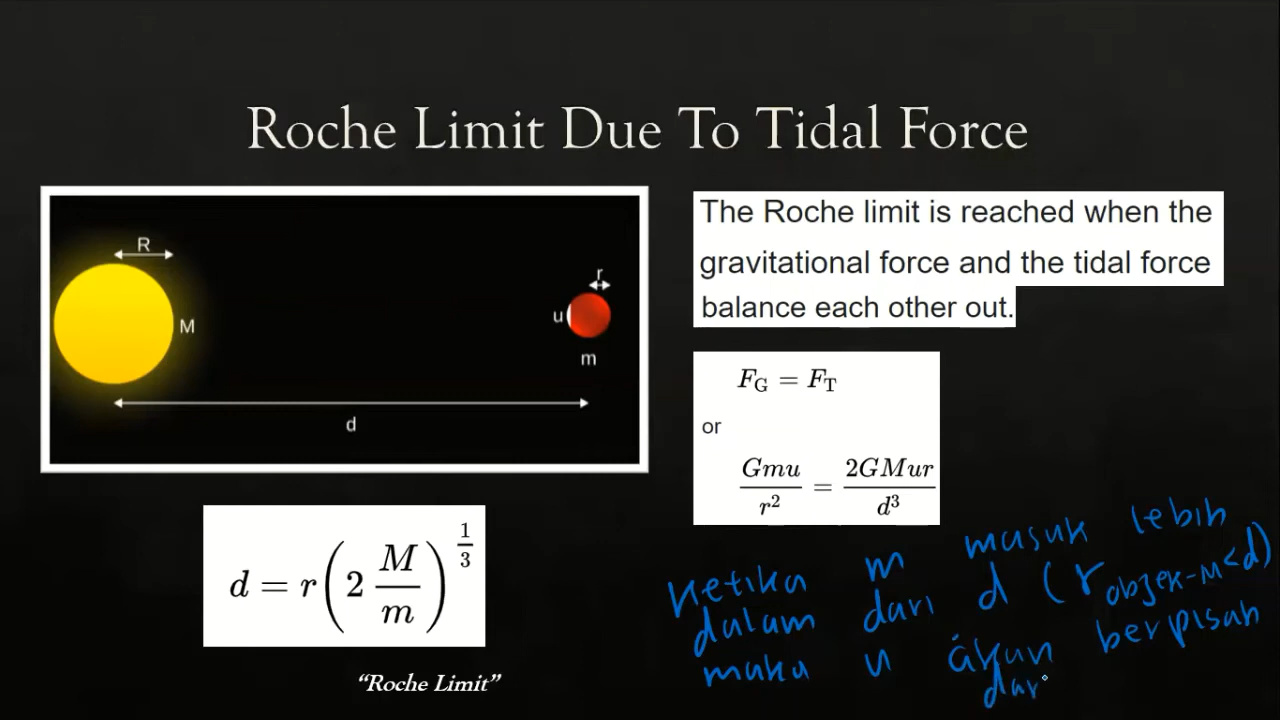 Roche Limit Due To Tidal Force
R
M
r
u
m
d
The Roche limit is reached when the
gravitational force and the tidal force
balance each other out.
F_G = F_T
or
Gmu/r² = 2GMur/d³
d = r(2 M/m)^(1/3)
“Roche Limit”
ketika m masuk lebih
dalam dari d (r objek-M<d)
maka u akan berpisah
dar